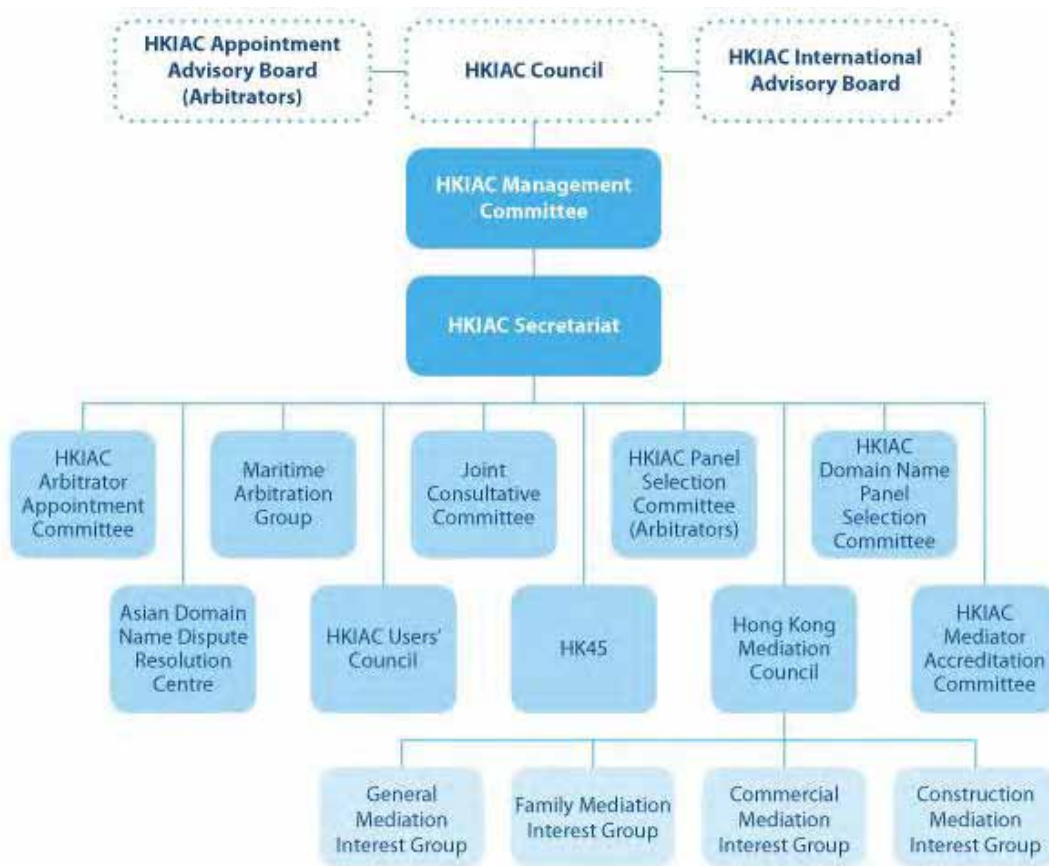 HKIAC Appointment
Advisory Board
(Arbitrators)
HKIAC Council
HKIAC International
Advisory Board
HKIAC Management
Committee
HKIAC Secretariat
HKIAC
Arbitrator
Appointment
Committee
Maritime
Arbitration
Group
Joint
Consultative
Committee
HKIAC Panel
Selection
Committee
(Arbitrators)
HKIAC
Domain Name
Panel
Selection
Committee
Asian Domain
Name Dispute
Resolution
Centre
HKIAC Users'
Council
HK45
Hong Kong
Mediation
Council
HKIAC
Mediator
Accreditation
Committee
General
Mediation
Interest Group
Family Mediation
Interest Group
Commercial
Mediation
Interest Group
Construction
Mediation
Interest Group